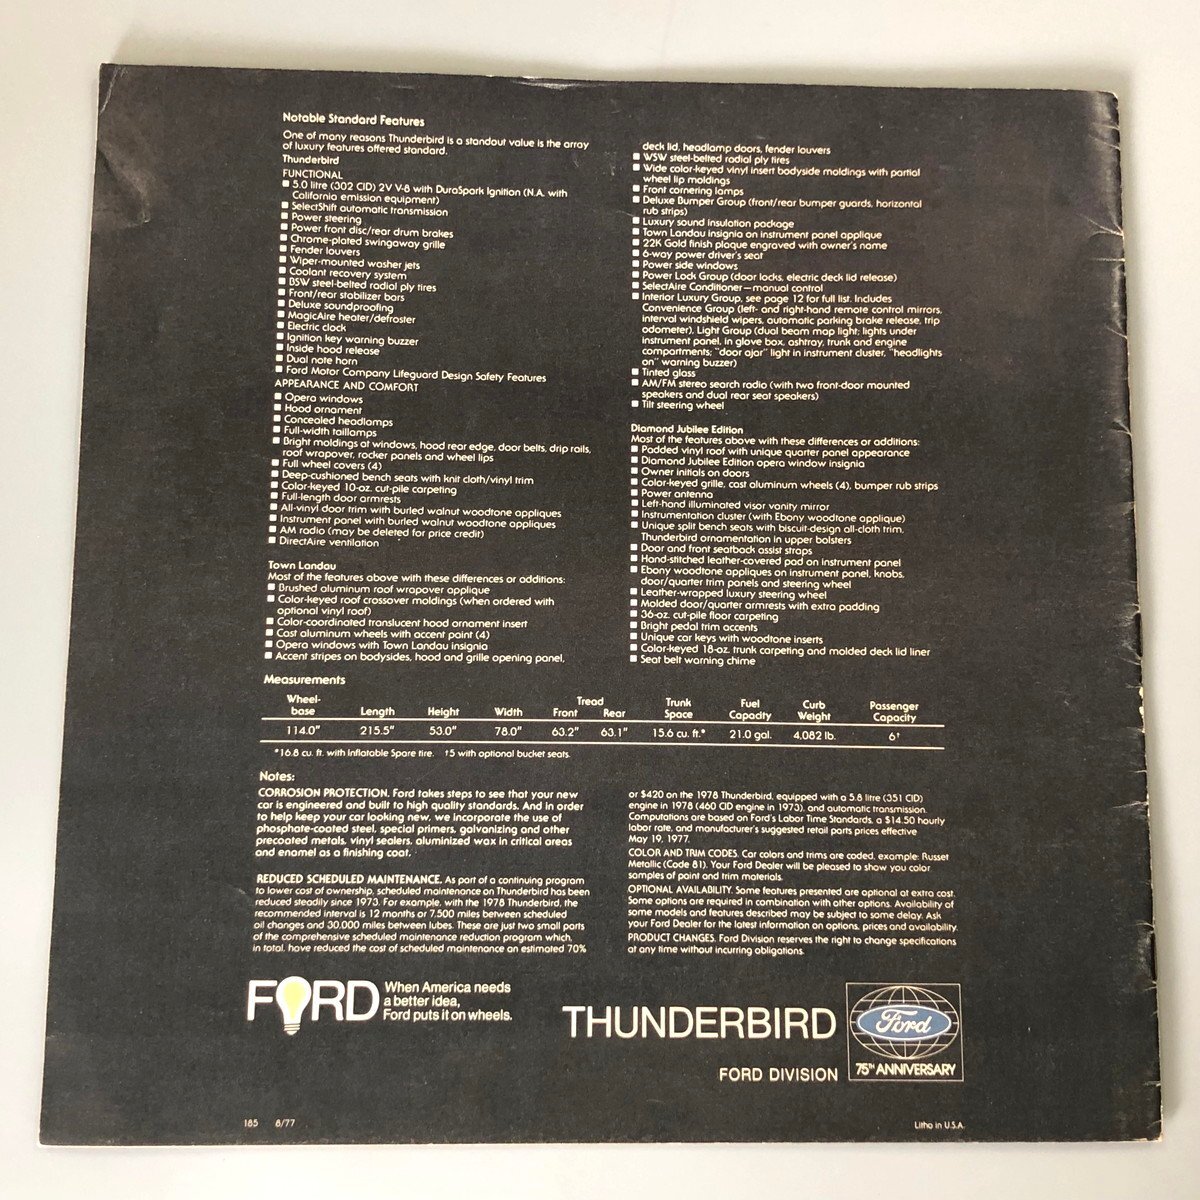 Notable Standard Features
One of many reasons Thunderbird is a standout value is the array
of luxury features offered standard.
Thunderbird
FUNCTIONAL
■ 5.0 litre (302 CID) 2V V-8 with DuraSpark Ignition (N.A. with
California emission equipment)
■ SelectShift automatic transmission
■ Power steering
■ Power front disc/rear drum brakes
■ Chrome-plated swingaway grille
■ Fender louvers
■ Wiper-mounted washer jets
■ Coolant recovery system
■ BSW steel-belted radial ply tires
■ Front/rear stabilizer bars
■ Deluxe soundproofing
■ MagicAire heater/defroster
■ Electric clock
■ Ignition key warning buzzer
■ Inside hood release
■ Dual note horn
■ Ford Motor Company Lifeguard Design Safety Features
APPEARANCE AND COMFORT
■ Opera windows
■ Hood ornament
■ Concealed headlamps
■ Full-width taillamps
■ Bright moldings at windows, hood rear edge, door belts, drip rails,
roof wrapover, rocker panels and wheel lips
■ Full wheel covers (4)
■ Deep-cushioned bench seats with knit cloth/vinyl trim
■ Color-keyed 10-oz. cut-pile carpeting
■ Full-length door armrests
■ All-vinyl door trim with burled walnut woodtone appliques
■ Instrument panel with burled walnut woodtone appliques
■ AM radio (may be deleted for price credit)
■ DirectAire ventilation
Town Landau
Most of the features above with these differences or additions:
■ Brushed aluminum roof wrapover applique
■ Color-keyed roof crossover moldings (when ordered with
optional vinyl roof)
■ Color-coordinated translucent hood ornament insert
■ Cast aluminum wheels with accent paint (4)
■ Opera windows with Town Landau insignia
■ Accent stripes on bodysides, hood and grille opening panel,
deck lid, headlamp doors, fender louvers
■ WSW steel-belted radial ply tires
■ Wide color-keyed vinyl insert bodyside moldings with partial
wheel lip moldings
■ Front cornering lamps
■ Deluxe Bumper Group (front/rear bumper guards, horizontal
rub strips)
■ Luxury sound insulation package
■ Town Landau insignia on instrument panel applique
■ 22K Gold finish plaque engraved with owner's name
■ 6-way power driver's seat
■ Power side windows
■ Power Lock Group (door locks, electric deck lid release)
■ SelectAire Conditioner—manual control
■ Interior Luxury Group, see page 12 for full list. Includes
Convenience Group (left- and right-hand remote control mirrors,
interval windshield wipers, automatic parking brake release, trip
odometer), Light Group (dual beam map light; lights under
instrument panel, in glove box, ashtray, trunk and engine
compartments; "door ajar" light in instrument cluster, "headlights
on" warning buzzer)
■ Tinted glass
■ AM/FM stereo search radio (with two front-door mounted
speakers and dual rear seat speakers)
■ Tilt steering wheel
Diamond Jubilee Edition
Most of the features above with these differences or additions:
■ Padded vinyl roof with unique quarter panel appearance
■ Diamond Jubilee Edition opera window insignia
■ Owner initials on doors
■ Color-keyed grille, cast aluminum wheels (4), bumper rub strips
■ Power antenna
■ Left-hand illuminated visor vanity mirror
■ Instrumentation cluster (with Ebony woodtone applique)
■ Unique split bench seats with biscuit-design all-cloth trim,
Thunderbird ornamentation in upper bolsters
■ Door and front seatback assist straps
■ Hand-stitched leather-covered pad on instrument panel
■ Ebony woodtone appliques on instrument panel, knobs,
door/quarter trim panels and steering wheel
■ Leather-wrapped luxury steering wheel
■ Molded door/quarter armrests with extra padding
■ 36-oz. cut-pile floor carpeting
■ Bright pedal trim accents
■ Unique car keys with woodtone inserts
■ Color-keyed 18-oz. trunk carpeting and molded deck lid liner
■ Seat belt warning chime
Measurements
Wheel- Tread Trunk Fuel Curb Passenger
base Length Height Width Front Rear Space Capacity Weight Capacity
114.0" 215.5" 53.0" 78.0" 63.2" 63.1" 15.6 cu. ft.* 21.0 gal. 4,082 lb. 6†
*16.8 cu. ft. with Inflatable Spare tire. †5 with optional bucket seats.
Notes:
CORROSION PROTECTION. Ford takes steps to see that your new
car is engineered and built to high quality standards. And in order
to help keep your car looking new, we incorporate the use of
phosphate-coated steel, special primers, galvanizing and other
precoated metals, vinyl sealers, aluminized wax in critical areas
and enamel as a finishing coat.
REDUCED SCHEDULED MAINTENANCE. As part of a continuing program
to lower cost of ownership, scheduled maintenance on Thunderbird has been
reduced steadily since 1973. For example, with the 1978 Thunderbird, the
recommended interval is 12 months or 7,500 miles between scheduled
oil changes and 30,000 miles between lubes. These are just two small parts
of the comprehensive scheduled maintenance reduction program which,
in total, have reduced the cost of scheduled maintenance an estimated 70%
or $420 on the 1978 Thunderbird, equipped with a 5.8 litre (351 CID)
engine in 1978 (460 CID engine in 1973), and automatic transmission.
Computations are based on Ford's Labor Time Standards, a $14.50 hourly
labor rate, and manufacturer's suggested retail parts prices effective
May 19, 1977.
COLOR AND TRIM CODES. Car colors and trims are coded, example: Russet
Metallic (Code 81). Your Ford Dealer will be pleased to show you color
samples of paint and trim materials.
OPTIONAL AVAILABILITY. Some features presented are optional at extra cost.
Some options are required in combination with other options. Availability of
some models and features described may be subject to some delay. Ask
your Ford Dealer for the latest information on options, prices and availability.
PRODUCT CHANGES. Ford Division reserves the right to change specifications
at any time without incurring obligations.
FORD
When America needs
a better idea,
Ford puts it on wheels.
THUNDERBIRD
FORD DIVISION
Ford
75TH ANNIVERSARY
185 8/77
Litho in U.S.A.